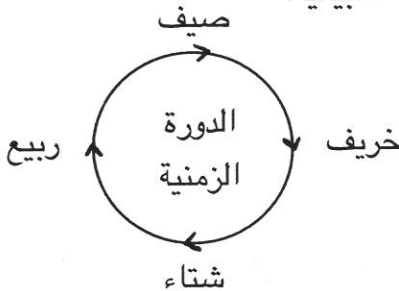 صيف
خريف
الدورة
الزمنية
ربيع
شتاء